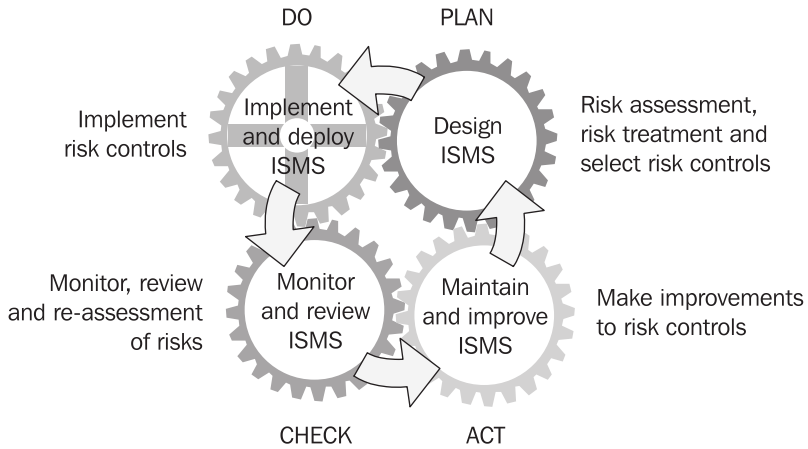 DO
PLAN
Implement
risk controls
Implement
and deploy
ISMS
Design
ISMS
Risk assessment,
risk treatment and
select risk controls
Monitor, review
and re-assessment
of risks
Monitor
and review
ISMS
Maintain
and improve
ISMS
Make improvements
to risk controls
CHECK
ACT